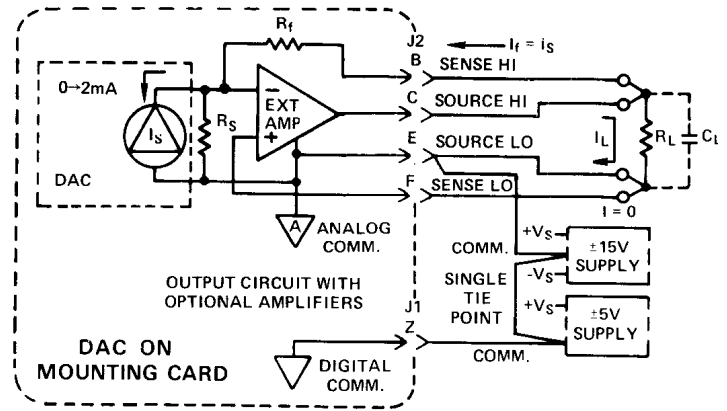 Rf
J2
If = iS
B SENSE HI
0→2mA
C SOURCE HI
EXT
AMP
−
+
RS
IS
E SOURCE LO
IL
RL
CL
DAC
F SENSE LO
I = 0
A
ANALOG
COMM.
+VS
COMM.
±15V
SUPPLY
-VS
OUTPUT CIRCUIT WITH
OPTIONAL AMPLIFIERS
SINGLE
TIE
POINT
+VS
±5V
SUPPLY
J1
Z
DAC ON
MOUNTING CARD
DIGITAL
COMM.
COMM.